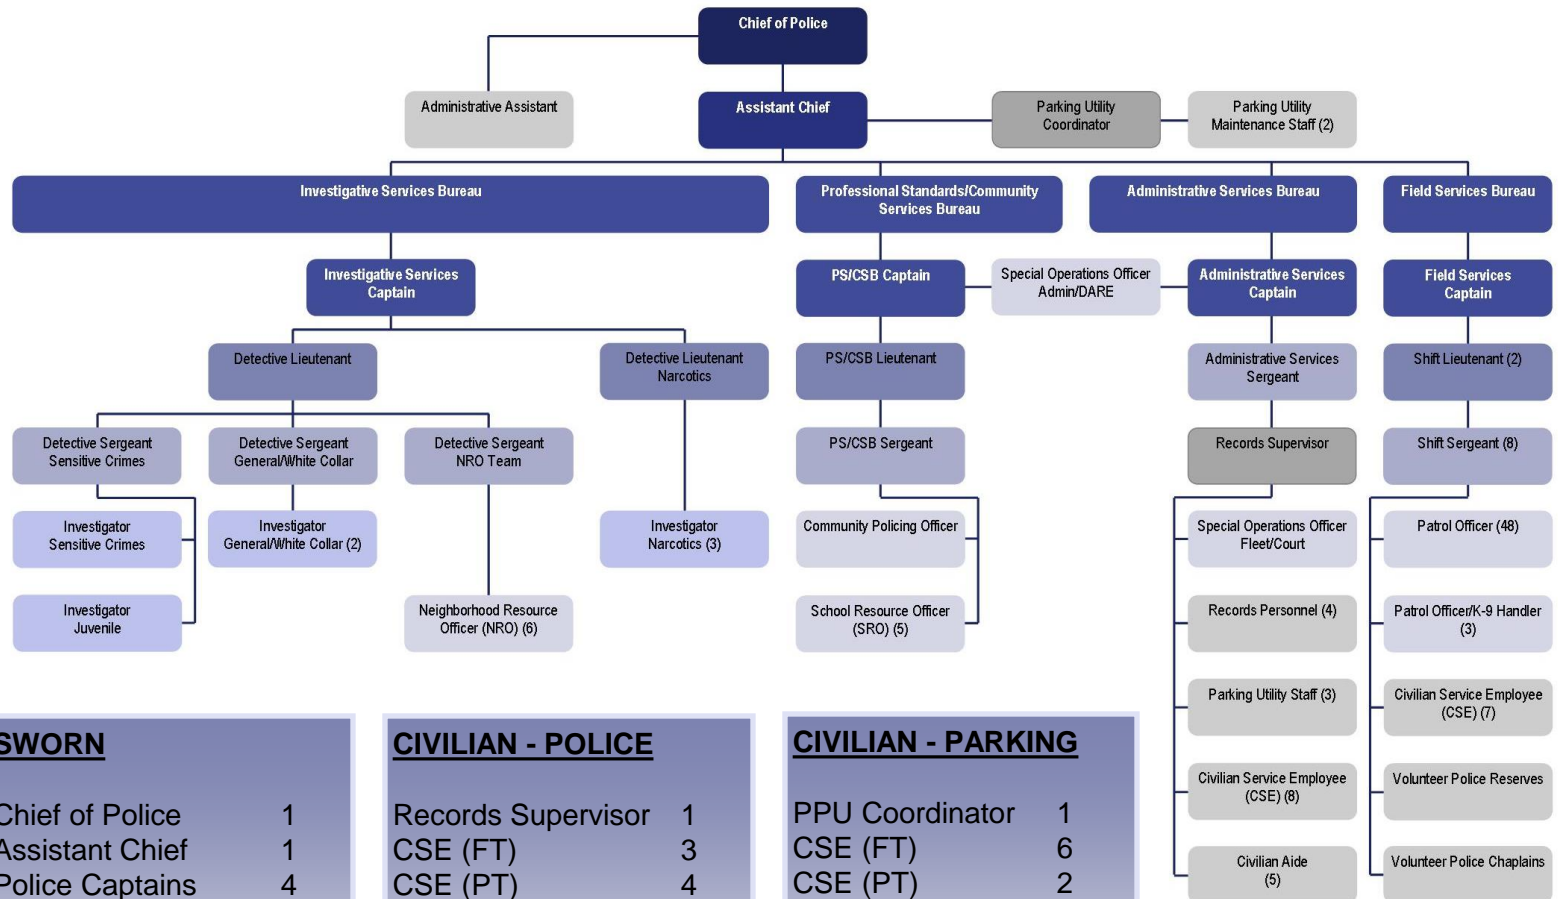 Chief of Police
Administrative Assistant
Assistant Chief
Parking Utility
Coordinator
Parking Utility
Maintenance Staff (2)
Investigative Services Bureau
Professional Standards/Community
Services Bureau
Administrative Services Bureau
Field Services Bureau
Investigative Services
Captain
PS/CSB Captain
Special Operations Officer
Admin/DARE
Administrative Services
Captain
Field Services
Captain
Detective Lieutenant
Detective Lieutenant
Narcotics
PS/CSB Lieutenant
Administrative Services
Sergeant
Shift Lieutenant (2)
Detective Sergeant
Sensitive Crimes
Detective Sergeant
General/White Collar
Detective Sergeant
NRO Team
PS/CSB Sergeant
Records Supervisor
Shift Sergeant (8)
Investigator
Sensitive Crimes
Investigator
General/White Collar (2)
Investigator
Narcotics (3)
Community Policing Officer
Special Operations Officer
Fleet/Court
Patrol Officer (48)
Investigator
Juvenile
Neighborhood Resource
Officer (NRO) (6)
School Resource Officer
(SRO) (5)
Records Personnel (4)
Patrol Officer/K-9 Handler
(3)
Parking Utility Staff (3)
Civilian Service Employee
(CSE) (7)
Civilian Service Employee
(CSE) (8)
Volunteer Police Reserves
Civilian Aide
(5)
Volunteer Police Chaplains
SWORN
Chief of Police 1
Assistant Chief 1
Police Captains 4
CIVILIAN - POLICE
Records Supervisor 1
CSE (FT) 3
CSE (PT) 4
CIVILIAN - PARKING
PPU Coordinator 1
CSE (FT) 6
CSE (PT) 2